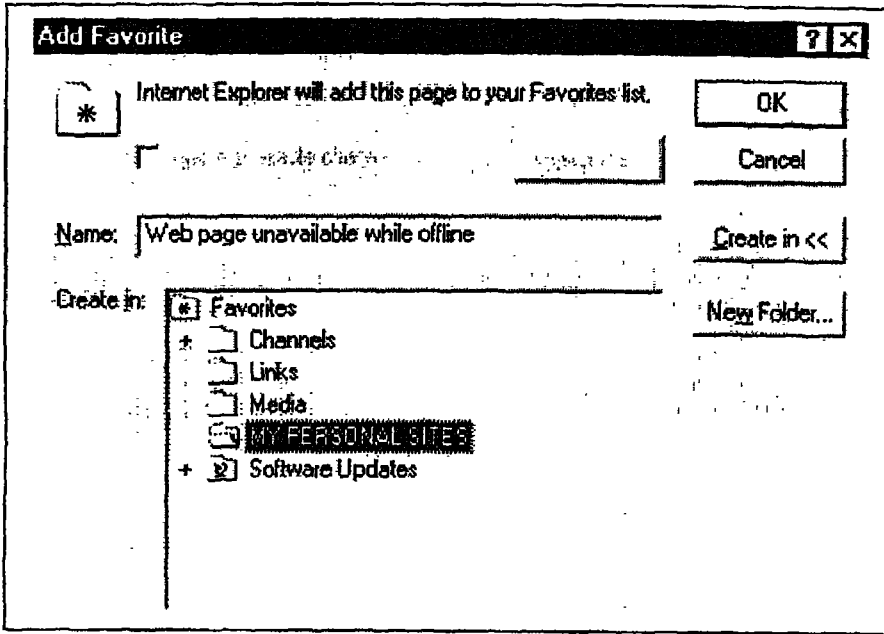 Add Favorite
Internet Explorer will add this page to your Favorites list.
OK
Cancel
Name: Web page unavailable while offline
Create in <<
Create in:
Favorites
New Folder...
Channels
Links
Media
MY PERSONAL SITES
Software Updates